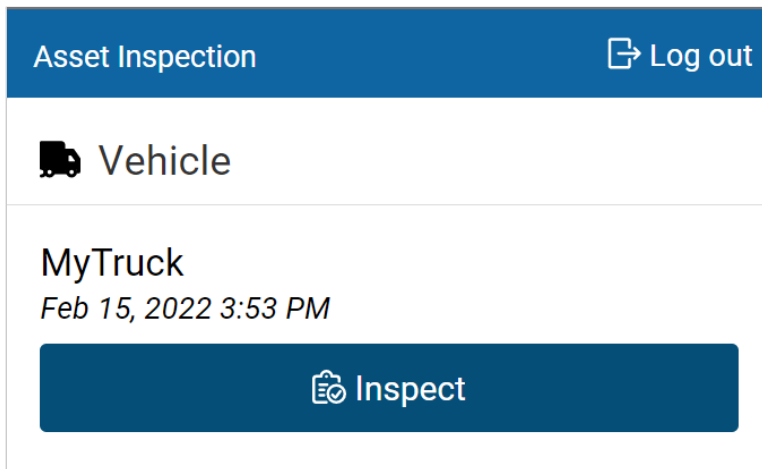 Asset Inspection
Log out
Vehicle
MyTruck
Feb 15, 2022 3:53 PM
Inspect